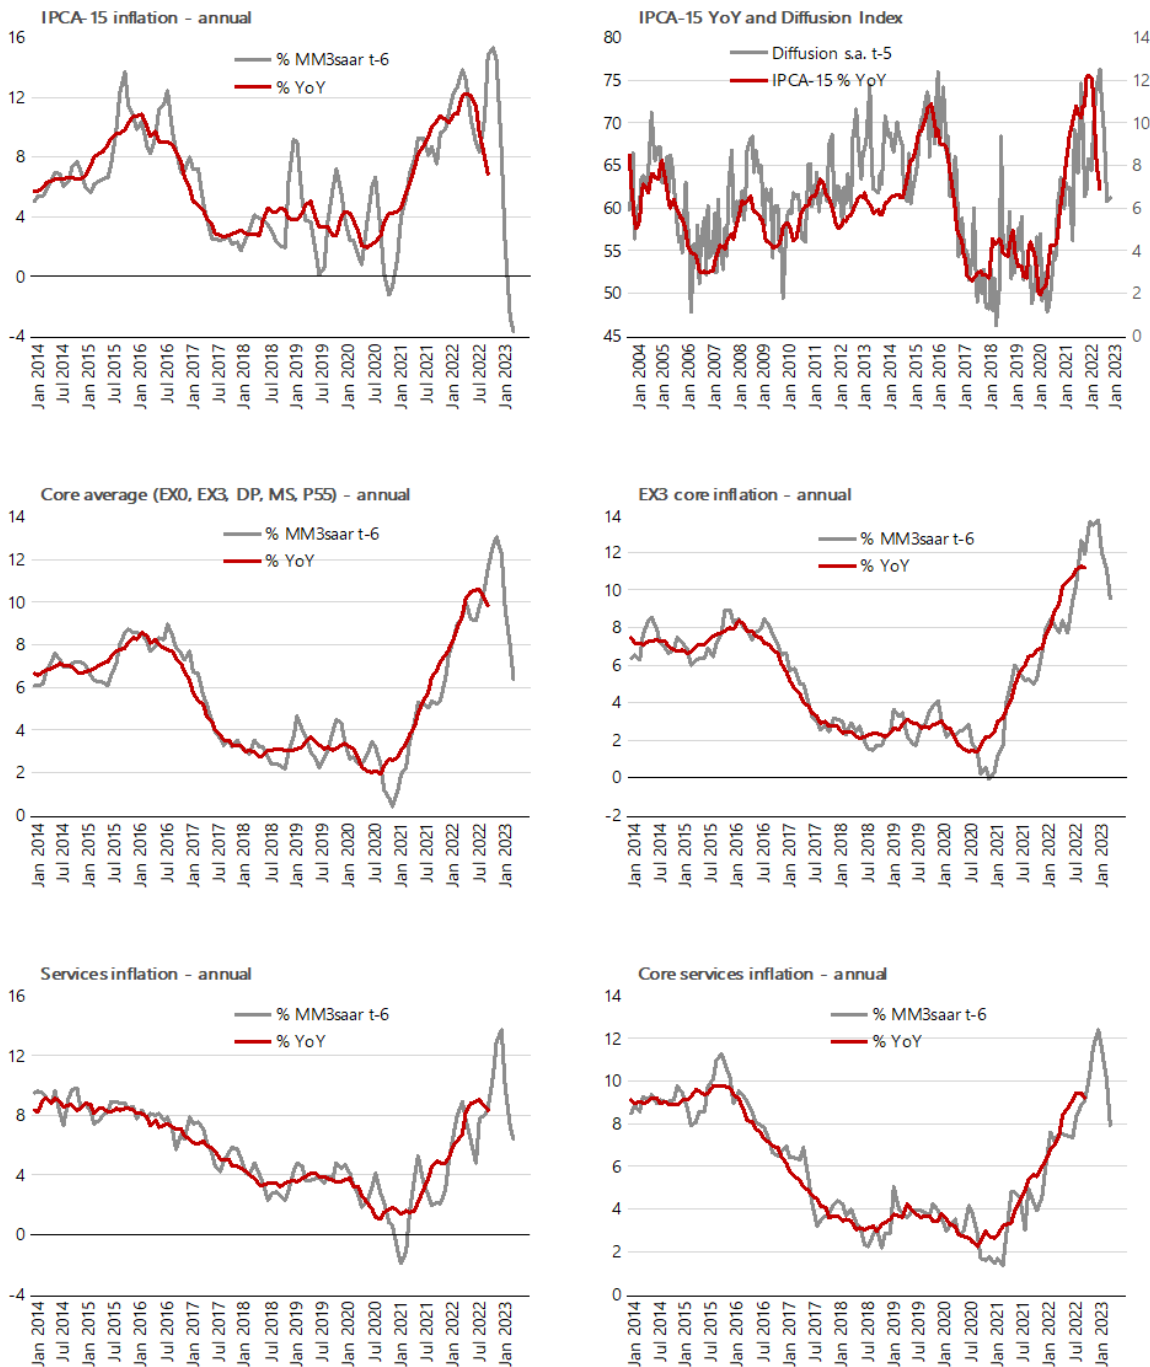 IPCA-15 inflation - annual
16
12
8
4
0
-4
% MM3saar t-6
% YoY
Jan 2014
Jul 2014
Jan 2015
Jul 2015
Jan 2016
Jul 2016
Jan 2017
Jul 2017
Jan 2018
Jul 2018
Jan 2019
Jul 2019
Jan 2020
Jul 2020
Jan 2021
Jul 2021
Jan 2022
Jul 2022
Jan 2023
IPCA-15 YoY and Diffusion Index
80
75
70
65
60
55
50
45
Diffusion s.a. t-5
IPCA-15 % YoY
14
12
10
8
6
4
2
0
Jan 2004
Jan 2005
Jan 2006
Jan 2007
Jan 2008
Jan 2009
Jan 2010
Jan 2011
Jan 2012
Jan 2013
Jan 2014
Jan 2015
Jan 2016
Jan 2017
Jan 2018
Jan 2019
Jan 2020
Jan 2021
Jan 2022
Jan 2023
Core average (EX0, EX3, DP, MS, P55) - annual
14
12
10
8
6
4
2
0
% MM3saar t-6
% YoY
Jan 2014
Jul 2014
Jan 2015
Jul 2015
Jan 2016
Jul 2016
Jan 2017
Jul 2017
Jan 2018
Jul 2018
Jan 2019
Jul 2019
Jan 2020
Jul 2020
Jan 2021
Jul 2021
Jan 2022
Jul 2022
Jan 2023
EX3 core inflation - annual
14
12
10
8
6
4
2
0
-2
% MM3saar t-6
% YoY
Jan 2014
Jul 2014
Jan 2015
Jul 2015
Jan 2016
Jul 2016
Jan 2017
Jul 2017
Jan 2018
Jul 2018
Jan 2019
Jul 2019
Jan 2020
Jul 2020
Jan 2021
Jul 2021
Jan 2022
Jul 2022
Jan 2023
Services inflation - annual
16
12
8
4
0
-4
% MM3saar t-6
% YoY
Jan 2014
Jul 2014
Jan 2015
Jul 2015
Jan 2016
Jul 2016
Jan 2017
Jul 2017
Jan 2018
Jul 2018
Jan 2019
Jul 2019
Jan 2020
Jul 2020
Jan 2021
Jul 2021
Jan 2022
Jul 2022
Jan 2023
Core services inflation - annual
14
12
10
8
6
4
2
0
% MM3saar t-6
% YoY
Jan 2014
Jul 2014
Jan 2015
Jul 2015
Jan 2016
Jul 2016
Jan 2017
Jul 2017
Jan 2018
Jul 2018
Jan 2019
Jul 2019
Jan 2020
Jul 2020
Jan 2021
Jul 2021
Jan 2022
Jul 2022
Jan 2023